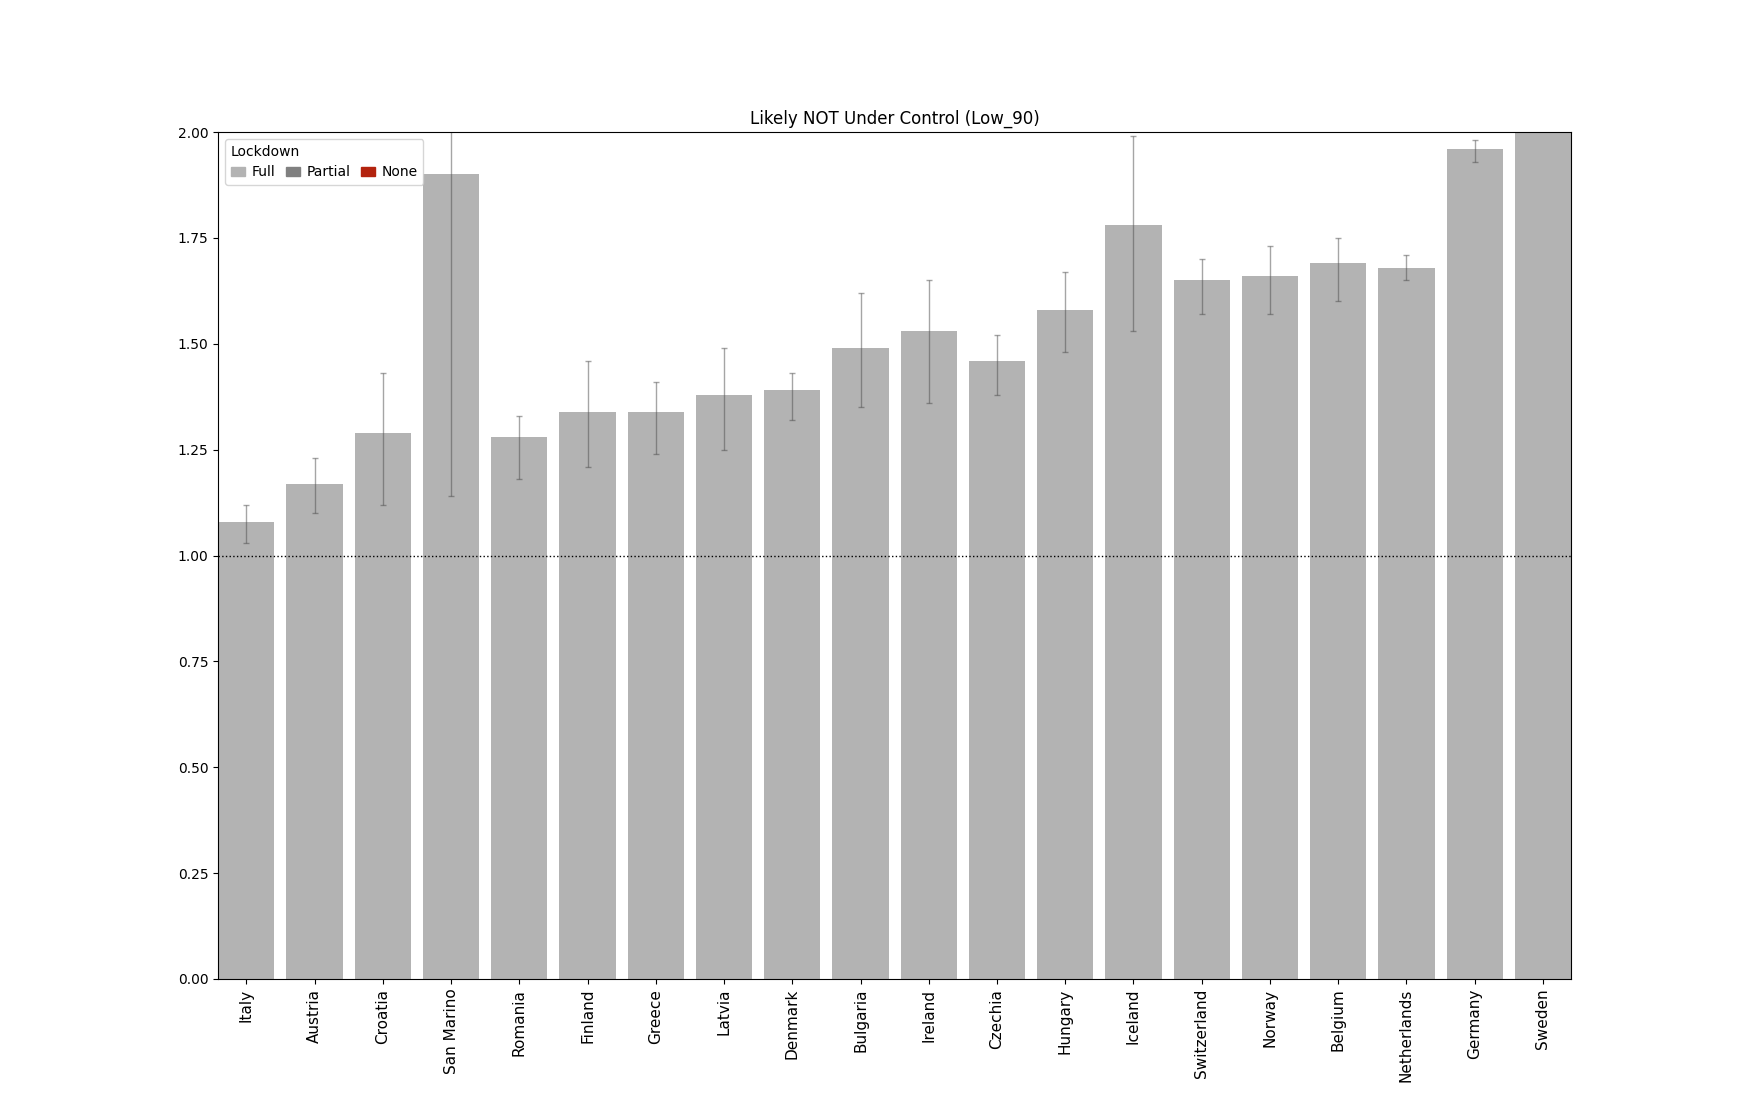 Likely NOT Under Control (Low_90)
Lockdown
Full Partial None
2.00
1.75
1.50
1.25
1.00
0.75
0.50
0.25
0.00
Italy
Austria
Croatia
San Marino
Romania
Finland
Greece
Latvia
Denmark
Bulgaria
Ireland
Czechia
Hungary
Iceland
Switzerland
Norway
Belgium
Netherlands
Germany
Sweden